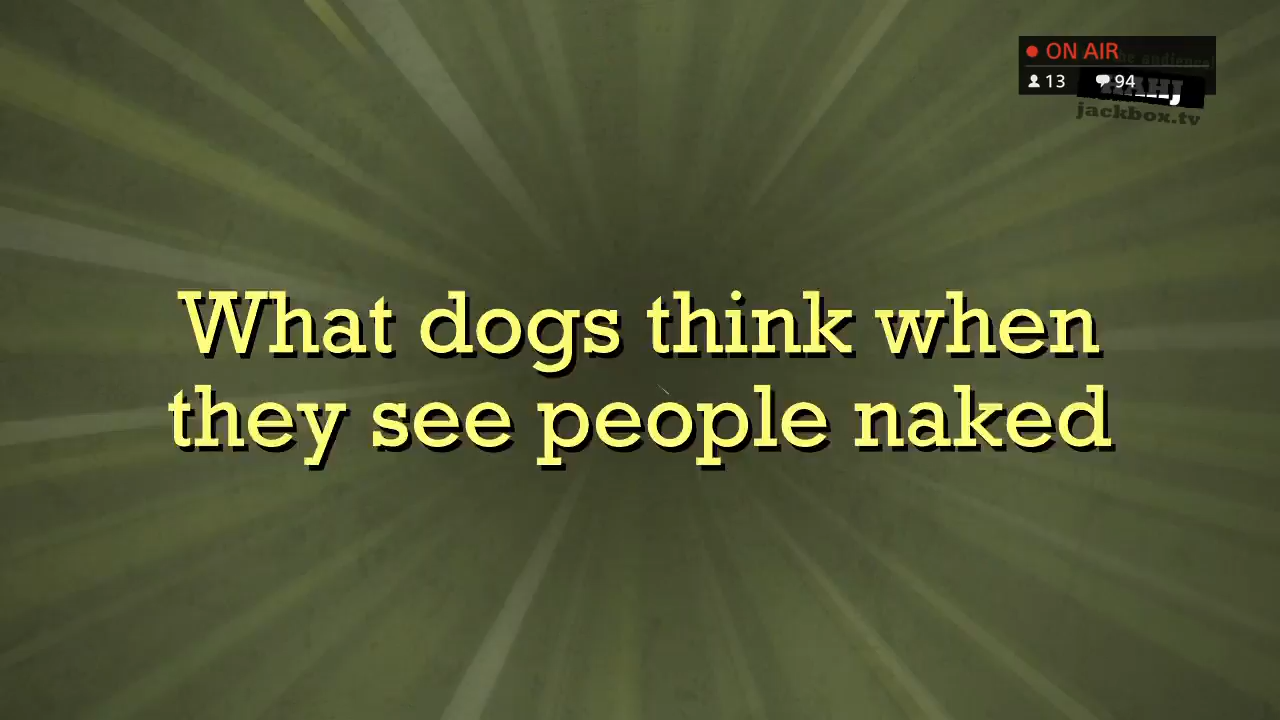 ON AIR
13 94
jackbox.tv
What dogs think when
they see people naked